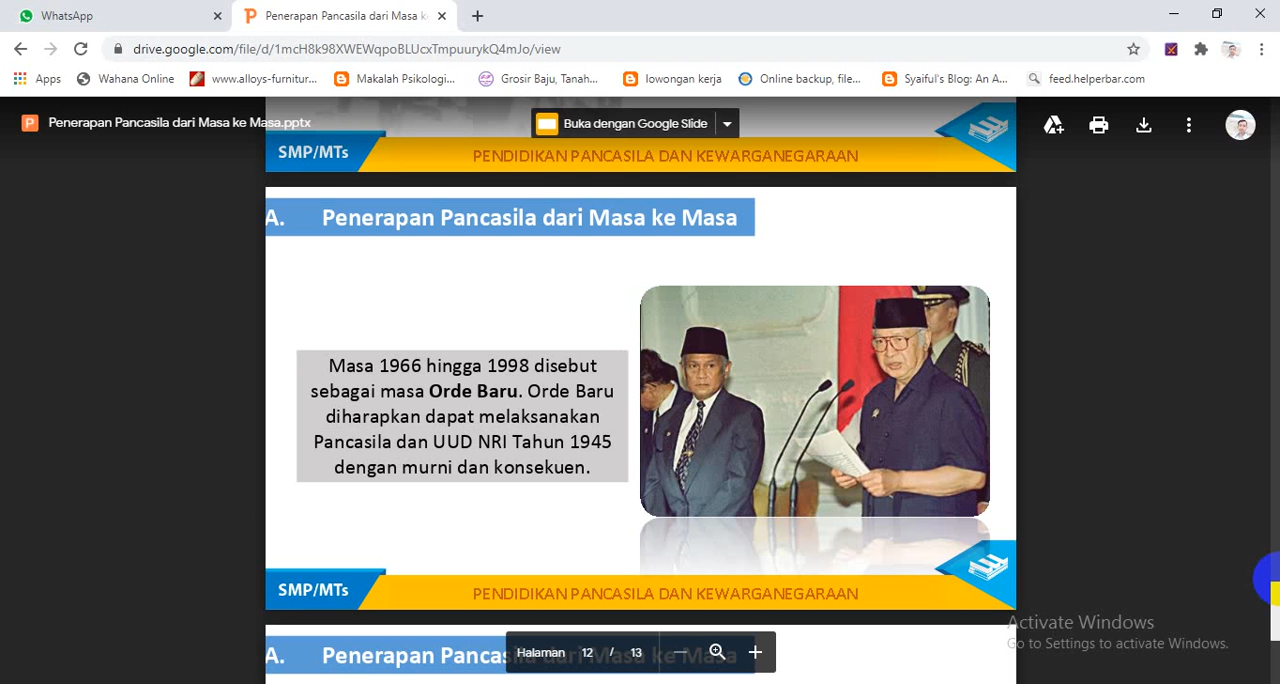 WhatsApp
Penerapan Pancasila dari Masa k
drive.google.com/file/d/1mcH8k98XWEWqpoBLUcxTmpuurykQ4mJo/view
Apps
Wahana Online
www.alloys-furnitur...
Makalah Psikologi...
Grosir Baju, Tanah...
lowongan kerja
Online backup, file...
Syaiful's Blog: An A...
feed.helperbar.com
Penerapan Pancasila dari Masa ke Masa.pptx
Buka dengan Google Slide
SMP/MTs
PENDIDIKAN PANCASILA DAN KEWARGANEGARAAN
A. Penerapan Pancasila dari Masa ke Masa
Masa 1966 hingga 1998 disebut
sebagai masa Orde Baru. Orde Baru
diharapkan dapat melaksanakan
Pancasila dan UUD NRI Tahun 1945
dengan murni dan konsekuen.
SMP/MTs
PENDIDIKAN PANCASILA DAN KEWARGANEGARAAN
Activate Windows
Go to Settings to activate Windows.
A. Penerapan Pancasila dari Masa ke Masa
Halaman 12 / 13